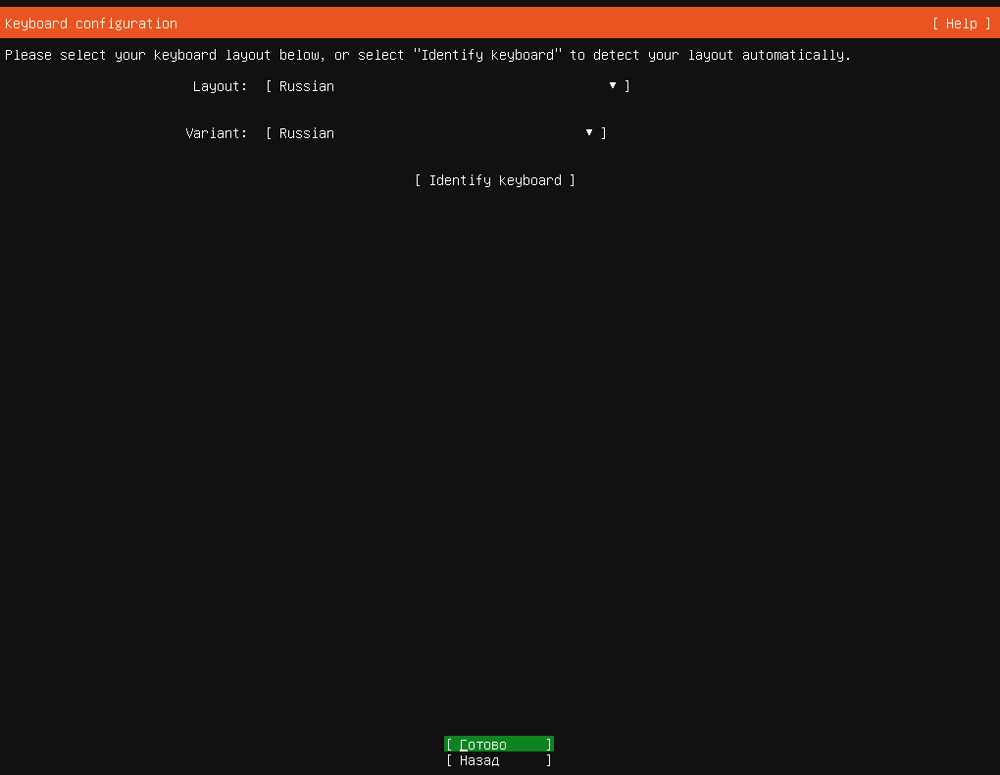 Keyboard configuration [ Help ]
Please select your keyboard layout below, or select "Identify keyboard" to detect your layout automatically.
Layout: [ Russian ▾ ]
Variant: [ Russian ▾ ]
[ Identify keyboard ]
[ Готово ]
[ Назад ]